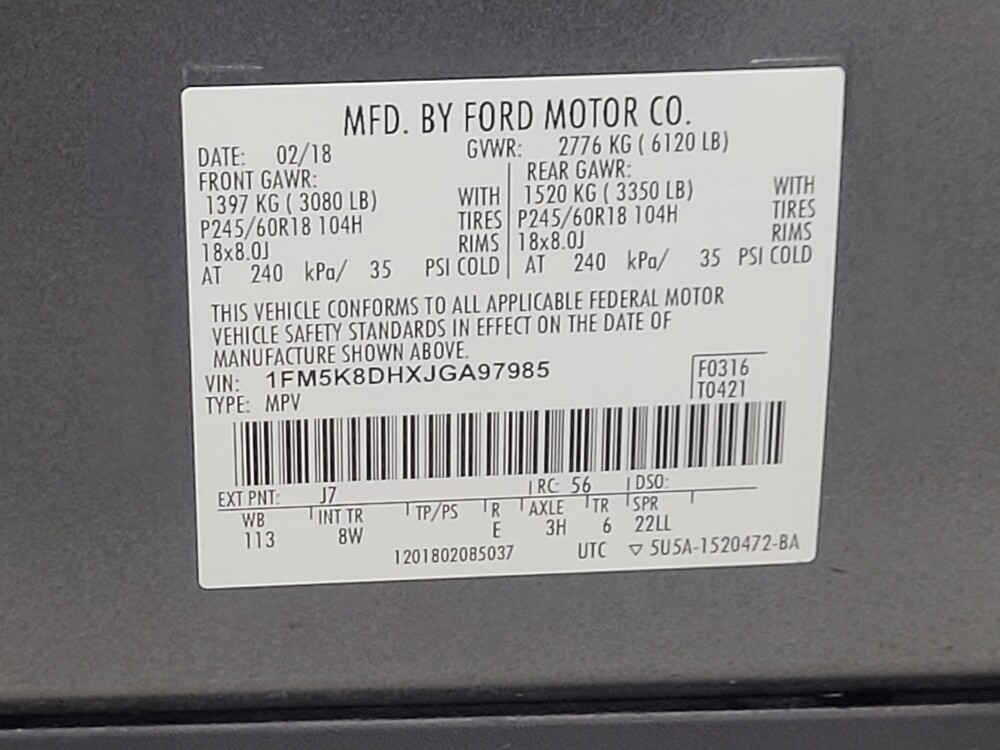 MFD. BY FORD MOTOR CO.
DATE: 02/18 GVWR: 2776 KG ( 6120 LB)
FRONT GAWR: REAR GAWR:
1397 KG ( 3080 LB) WITH 1520 KG ( 3350 LB) WITH
P245/60R18 104H TIRES P245/60R18 104H TIRES
18x8.0J RIMS 18x8.0J RIMS
AT 240 kPa/ 35 PSI COLD AT 240 kPa/ 35 PSI COLD
THIS VEHICLE CONFORMS TO ALL APPLICABLE FEDERAL MOTOR
VEHICLE SAFETY STANDARDS IN EFFECT ON THE DATE OF
MANUFACTURE SHOWN ABOVE.
VIN: 1FM5K8DHXJGA97985 F0316
TYPE: MPV T0421
EXT PNT: J7 RC: 56 DSO:
WB INT TR TP/PS R AXLE TR SPR
113 8W E 3H 6 22LL
1201802085037 UTC ▽ 5U5A-1520472-BA